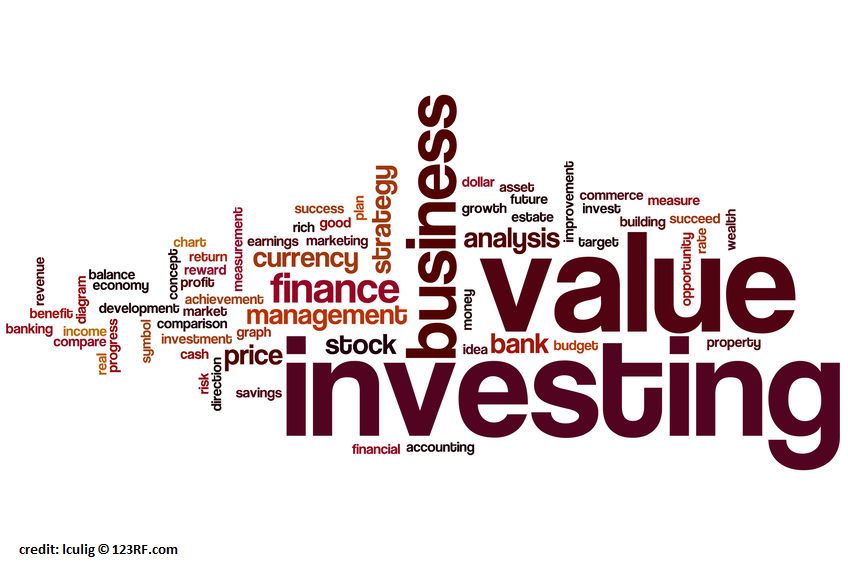 business
strategy
plan
success
rich
good
earnings
marketing
currency
finance
management
stock
price
savings
risk
direction
cash
graph
investment
comparison
market
achievement
profit
reward
return
chart
concept
measurement
development
economy
balance
revenue
diagram
benefit
banking
income
compare
real
progress
symbol
dollar
asset
future
growth
estate
analysis
improvement
commerce
invest
target
measure
building
succeed
opportunity
rate
wealth
value
money
idea
bank
budget
property
investing
financial
accounting
credit: lculig © 123RF.com